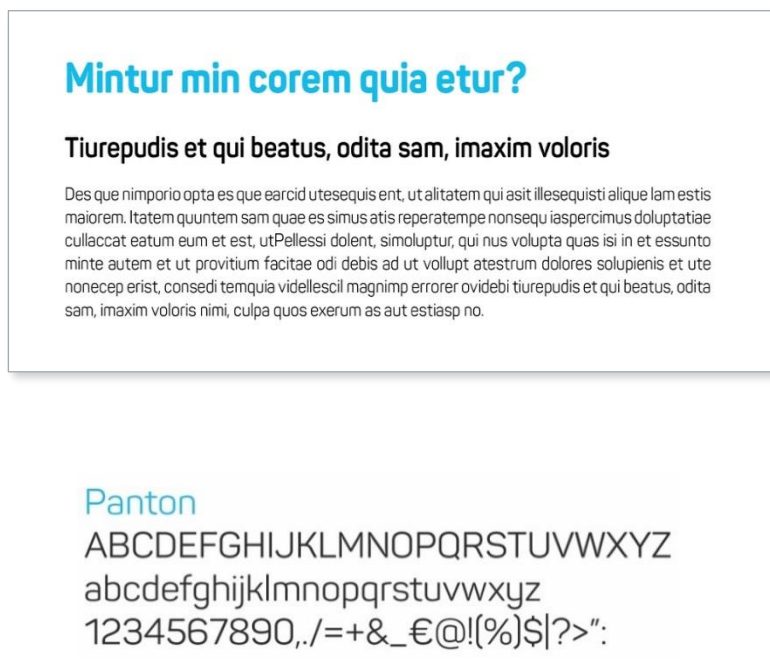 Mintur min corem quia etur?
Tiurepudis et qui beatus, odita sam, imaxim voloris
Des que nimporio opta es que earcid utesequis ent, ut alitatem qui asit illesequisti alique lam estis
maiorem. Itatem quuntem sam quae es simus atis reperatempe nonsequ iaspercimus doluptatiae
cullaccat eatum eum et est, utPellessi dolent, simoluptur, qui nus volupta quas isi in et essunto
minte autem et ut provitium facitae odi debis ad ut vollupt atestrum dolores solupienis et ute
nonecep erist, consedi temquia videllescil magnimp errorer ovidebi tiurepudis et qui beatus, odita
sam, imaxim voloris nimi, culpa quos exerum as aut estiasp no.
Panton
ABCDEFGHIJKLMNOPQRSTUVWXYZ
abcdefghijklmnopqrstuvwxyz
1234567890,./=+&_€@!(%)$|?>":